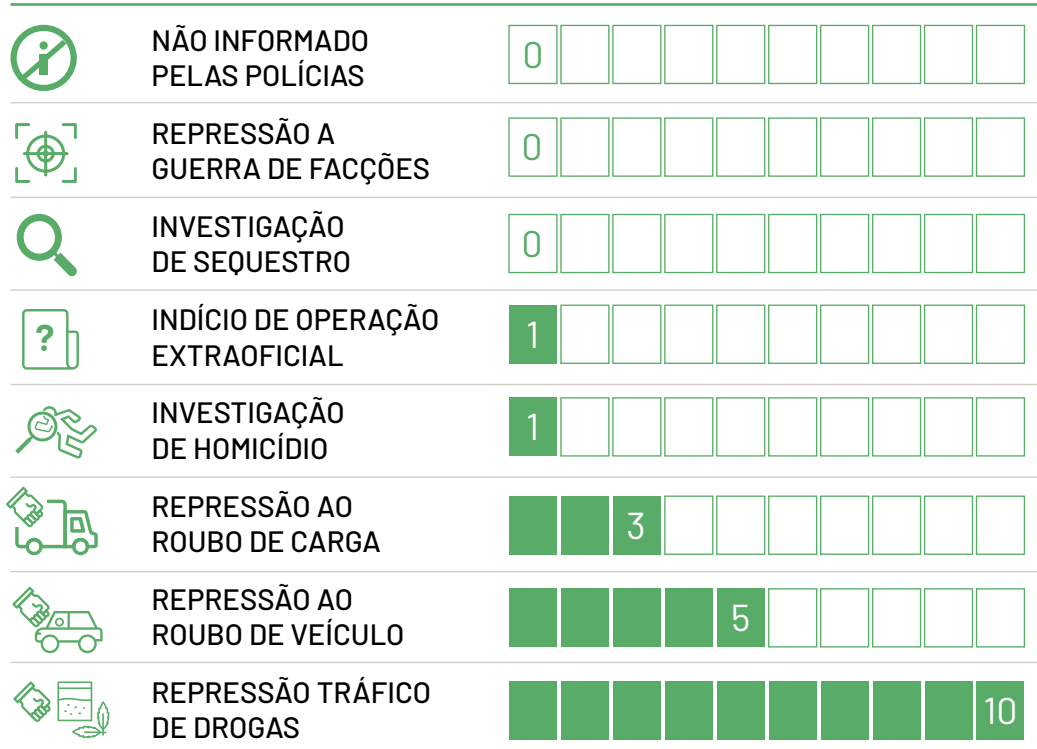 NÃO INFORMADO
PELAS POLÍCIAS
0
REPRESSÃO A
GUERRA DE FACÇÕES
0
INVESTIGAÇÃO
DE SEQUESTRO
0
?
INDÍCIO DE OPERAÇÃO
EXTRAOFICIAL
1
INVESTIGAÇÃO
DE HOMICÍDIO
1
REPRESSÃO AO
ROUBO DE CARGA
3
REPRESSÃO AO
ROUBO DE VEÍCULO
5
REPRESSÃO TRÁFICO
DE DROGAS
10